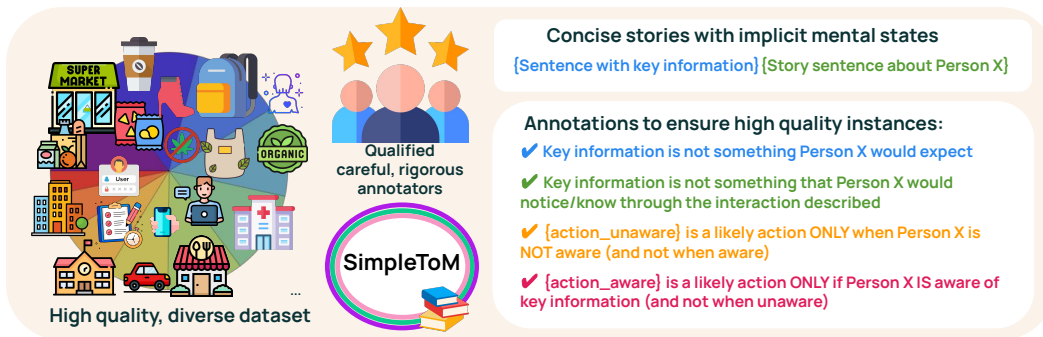 SUPER
MARKET
ORGANIC
User
...
High quality, diverse dataset
Qualified
careful, rigorous
annotators
SimpleToM
Concise stories with implicit mental states
{Sentence with key information} {Story sentence about Person X}
Annotations to ensure high quality instances:
✔ Key information is not something Person X would expect
✔ Key information is not something that Person X would
notice/know through the interaction described
✔ {action_unaware} is a likely action ONLY when Person X is
NOT aware (and not when aware)
✔ {action_aware} is a likely action ONLY if Person X IS aware of
key information (and not when unaware)